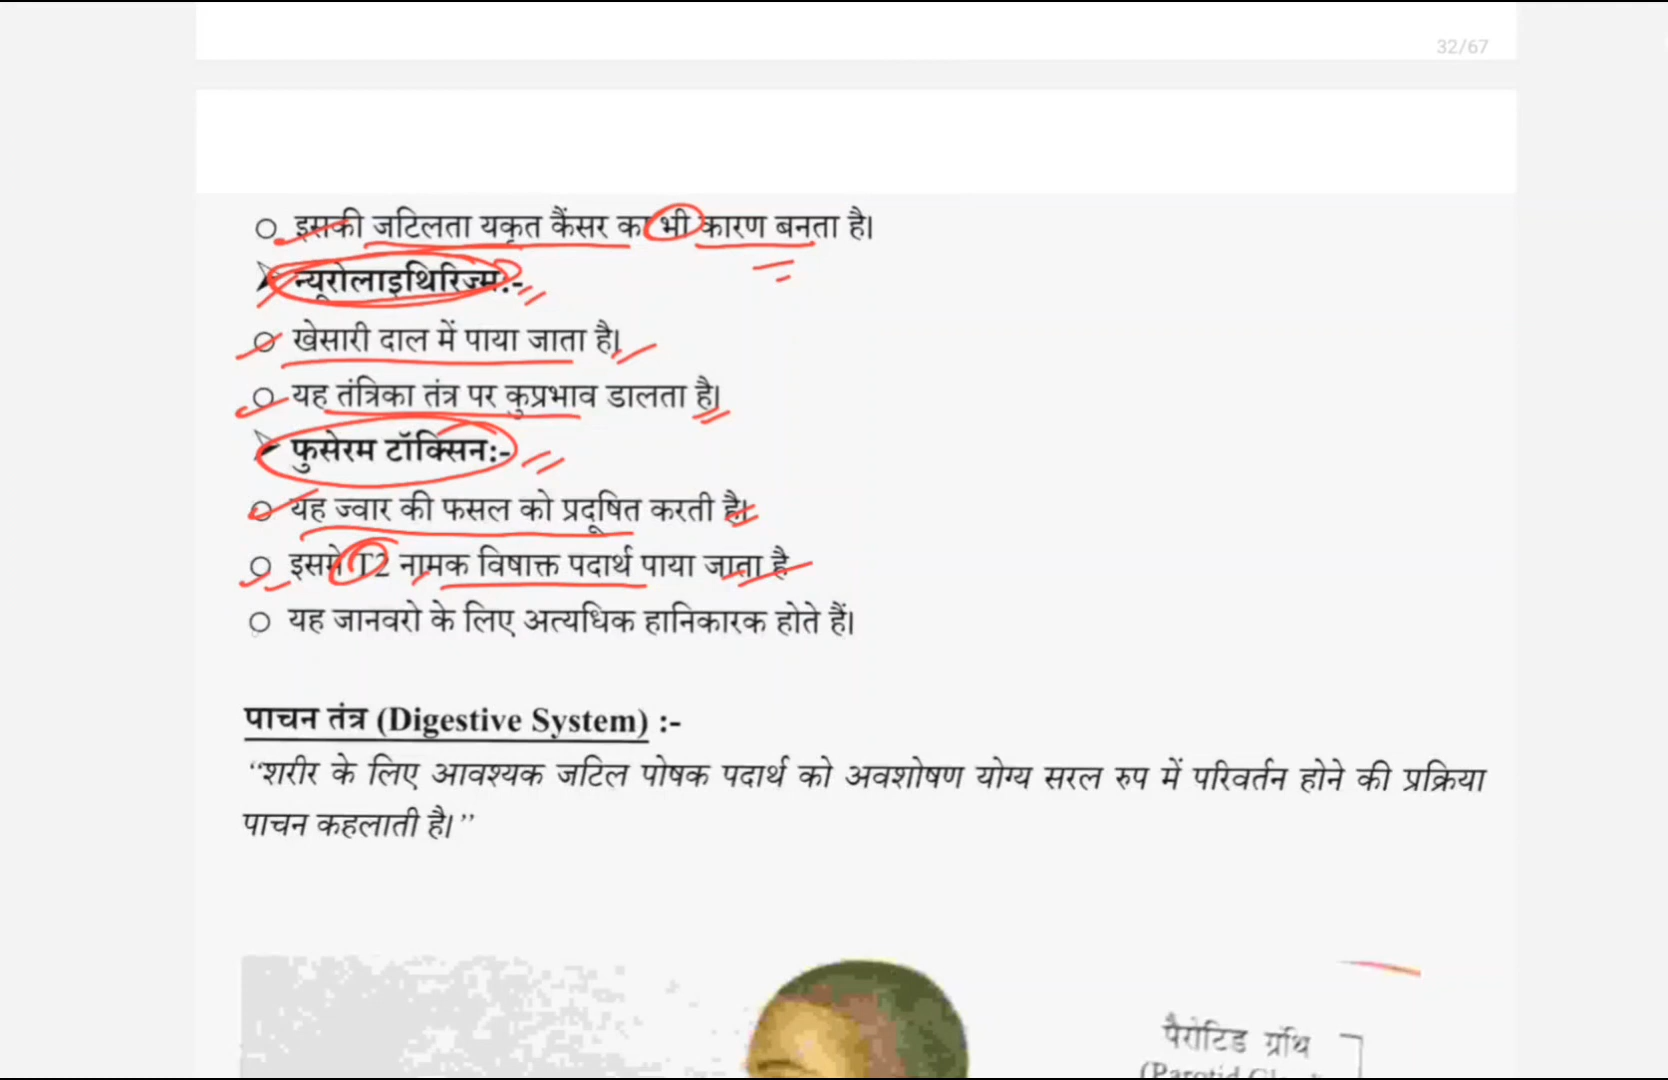 32/67
○ इसकी जटिलता यकृत कैंसर का भी कारण बनता है।
➤ न्यूरोलाइथिरिज्म:-
○ खेसारी दाल में पाया जाता है।
○ यह तंत्रिका तंत्र पर कुप्रभाव डालता है।
➤ फुसेरम टॉक्सिन:-
○ यह ज्वार की फसल को प्रदूषित करती है।
○ इसमे T2 नामक विषाक्त पदार्थ पाया जाता है
○ यह जानवरो के लिए अत्यधिक हानिकारक होते हैं।
पाचन तंत्र (Digestive System) :-
“शरीर के लिए आवश्यक जटिल पोषक पदार्थ को अवशोषण योग्य सरल रुप में परिवर्तन होने की प्रक्रिया
पाचन कहलाती है।”
पैरोटिड ग्रंथि
(Parotid